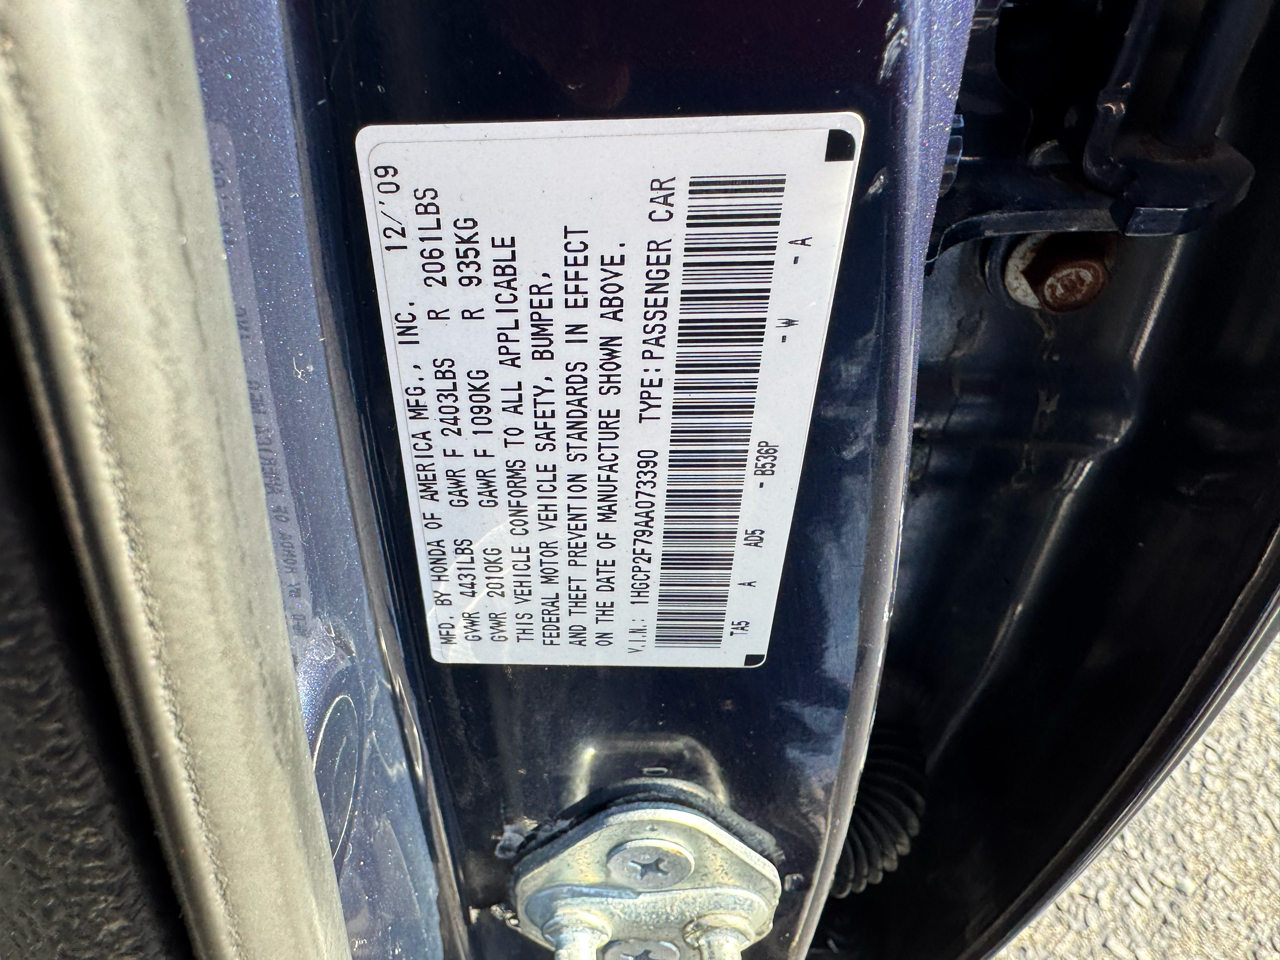 MFD. BY HONDA OF AMERICA MFG., INC. 12/'09
GVWR 4431LBS GAWR F 2403LBS R 2061LBS
GVWR 2010KG GAWR F 1090KG R 935KG
THIS VEHICLE CONFORMS TO ALL APPLICABLE
FEDERAL MOTOR VEHICLE SAFETY, BUMPER,
AND THEFT PREVENTION STANDARDS IN EFFECT
ON THE DATE OF MANUFACTURE SHOWN ABOVE.
V.I.N.: 1HGCP2F79AA073390 TYPE: PASSENGER CAR
TA5 A AD5 - B536P - W - A